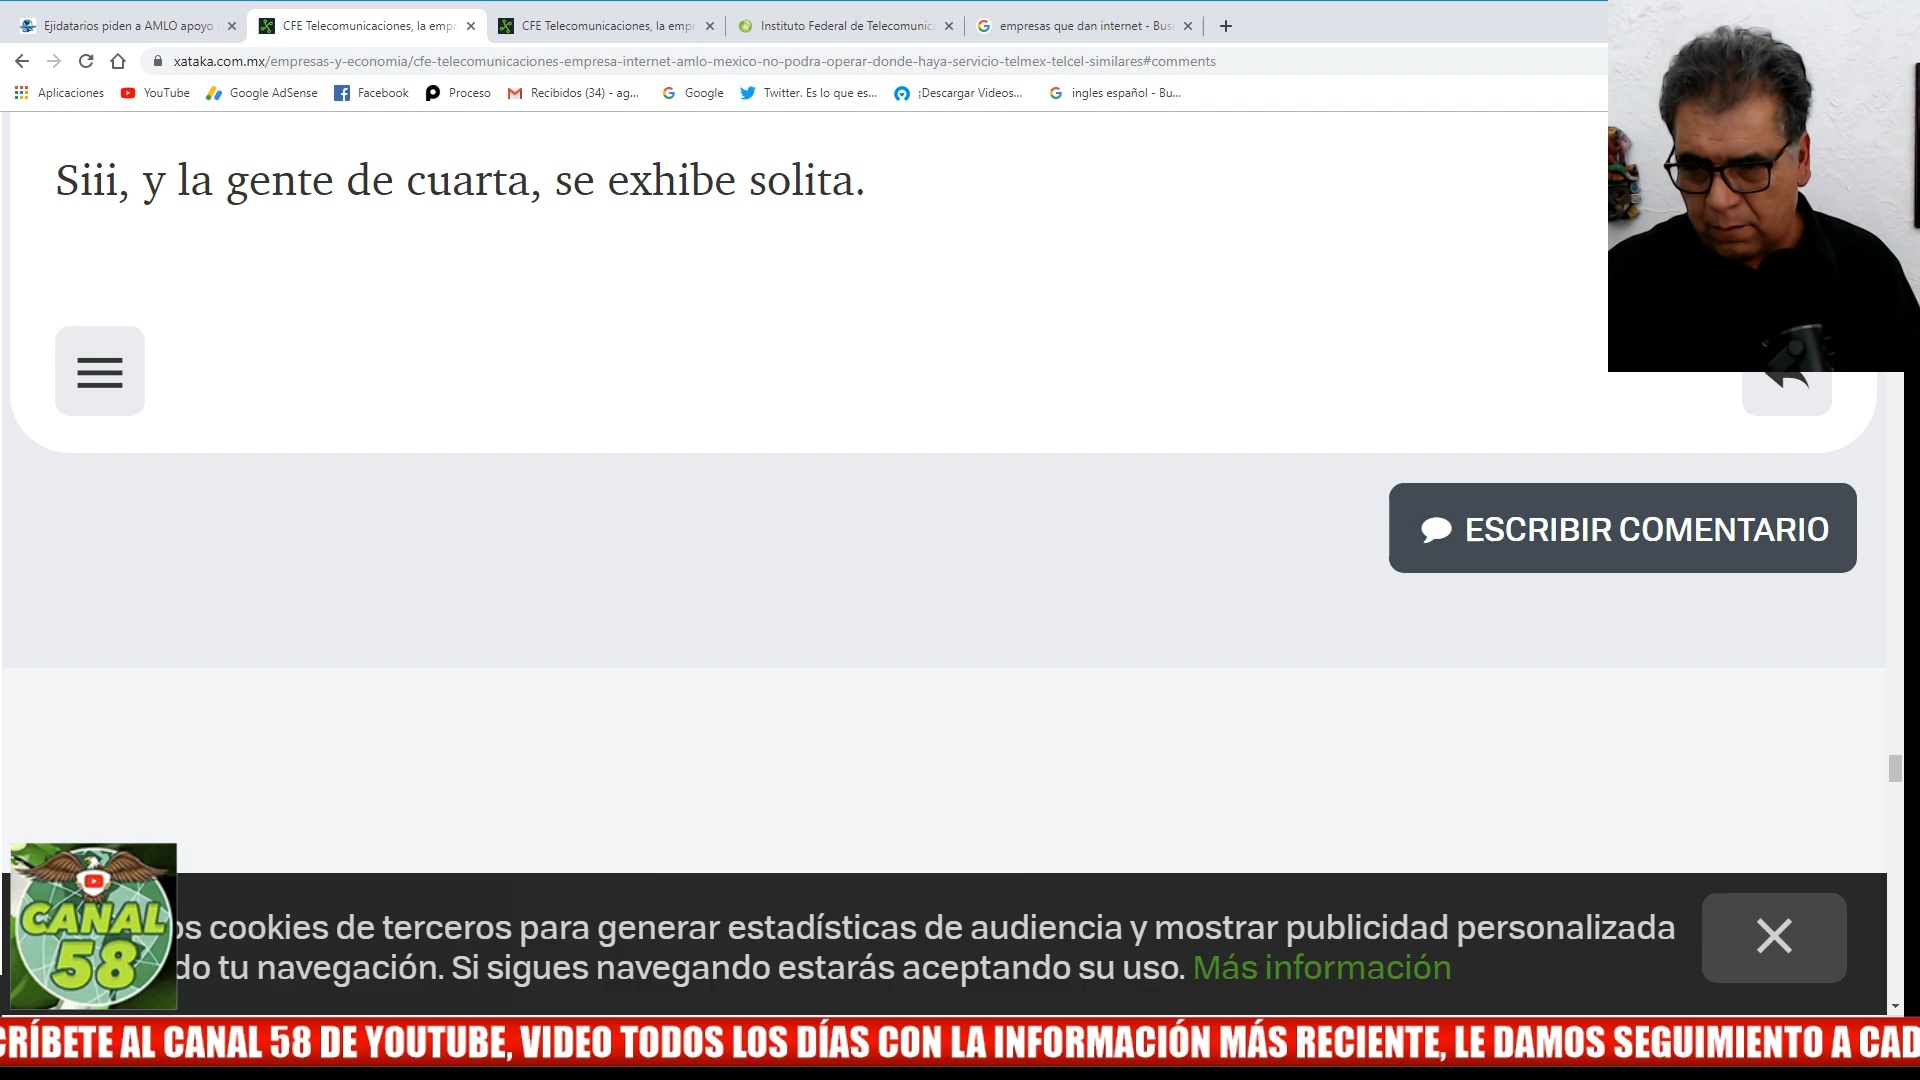 Ejidatarios piden a AMLO apoyo
CFE Telecomunicaciones, la empr
CFE Telecomunicaciones, la empr
Instituto Federal de Telecomunica
empresas que dan internet - Bus
xataka.com.mx/empresas-y-economia/cfe-telecomunicaciones-empresa-internet-amlo-mexico-no-podra-operar-donde-haya-servicio-telmex-telcel-similares#comments
Aplicaciones
YouTube
Google AdSense
Facebook
Proceso
Recibidos (34) - ag...
Google
Twitter. Es lo que es...
¡Descargar Videos...
ingles español - Bu...
Siii, y la gente de cuarta, se exhibe solita.
ESCRIBIR COMENTARIO
os cookies de terceros para generar estadísticas de audiencia y mostrar publicidad personalizada
do tu navegación. Si sigues navegando estarás aceptando su uso. Más información
CANAL
58
CRÍBETE AL CANAL 58 DE YOUTUBE, VIDEO TODOS LOS DÍAS CON LA INFORMACIÓN MÁS RECIENTE, LE DAMOS SEGUIMIENTO A CAD